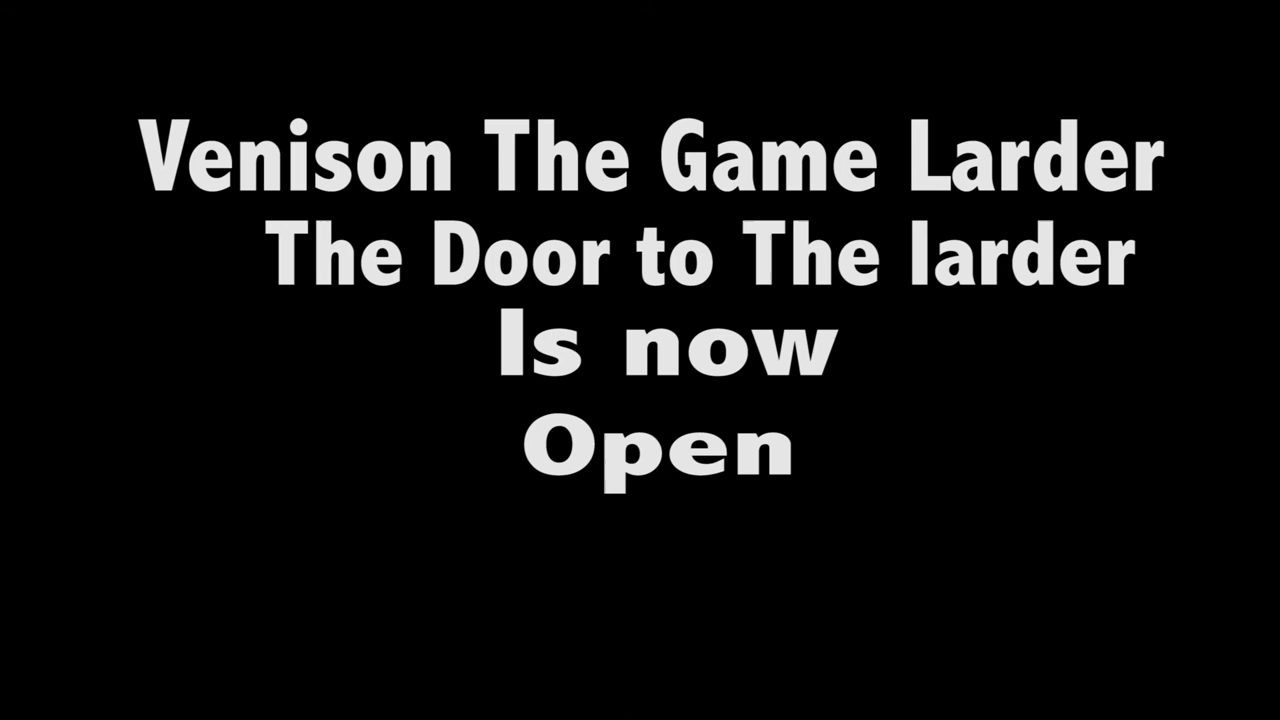 Venison The Game Larder
The Door to The larder
Is now
Open